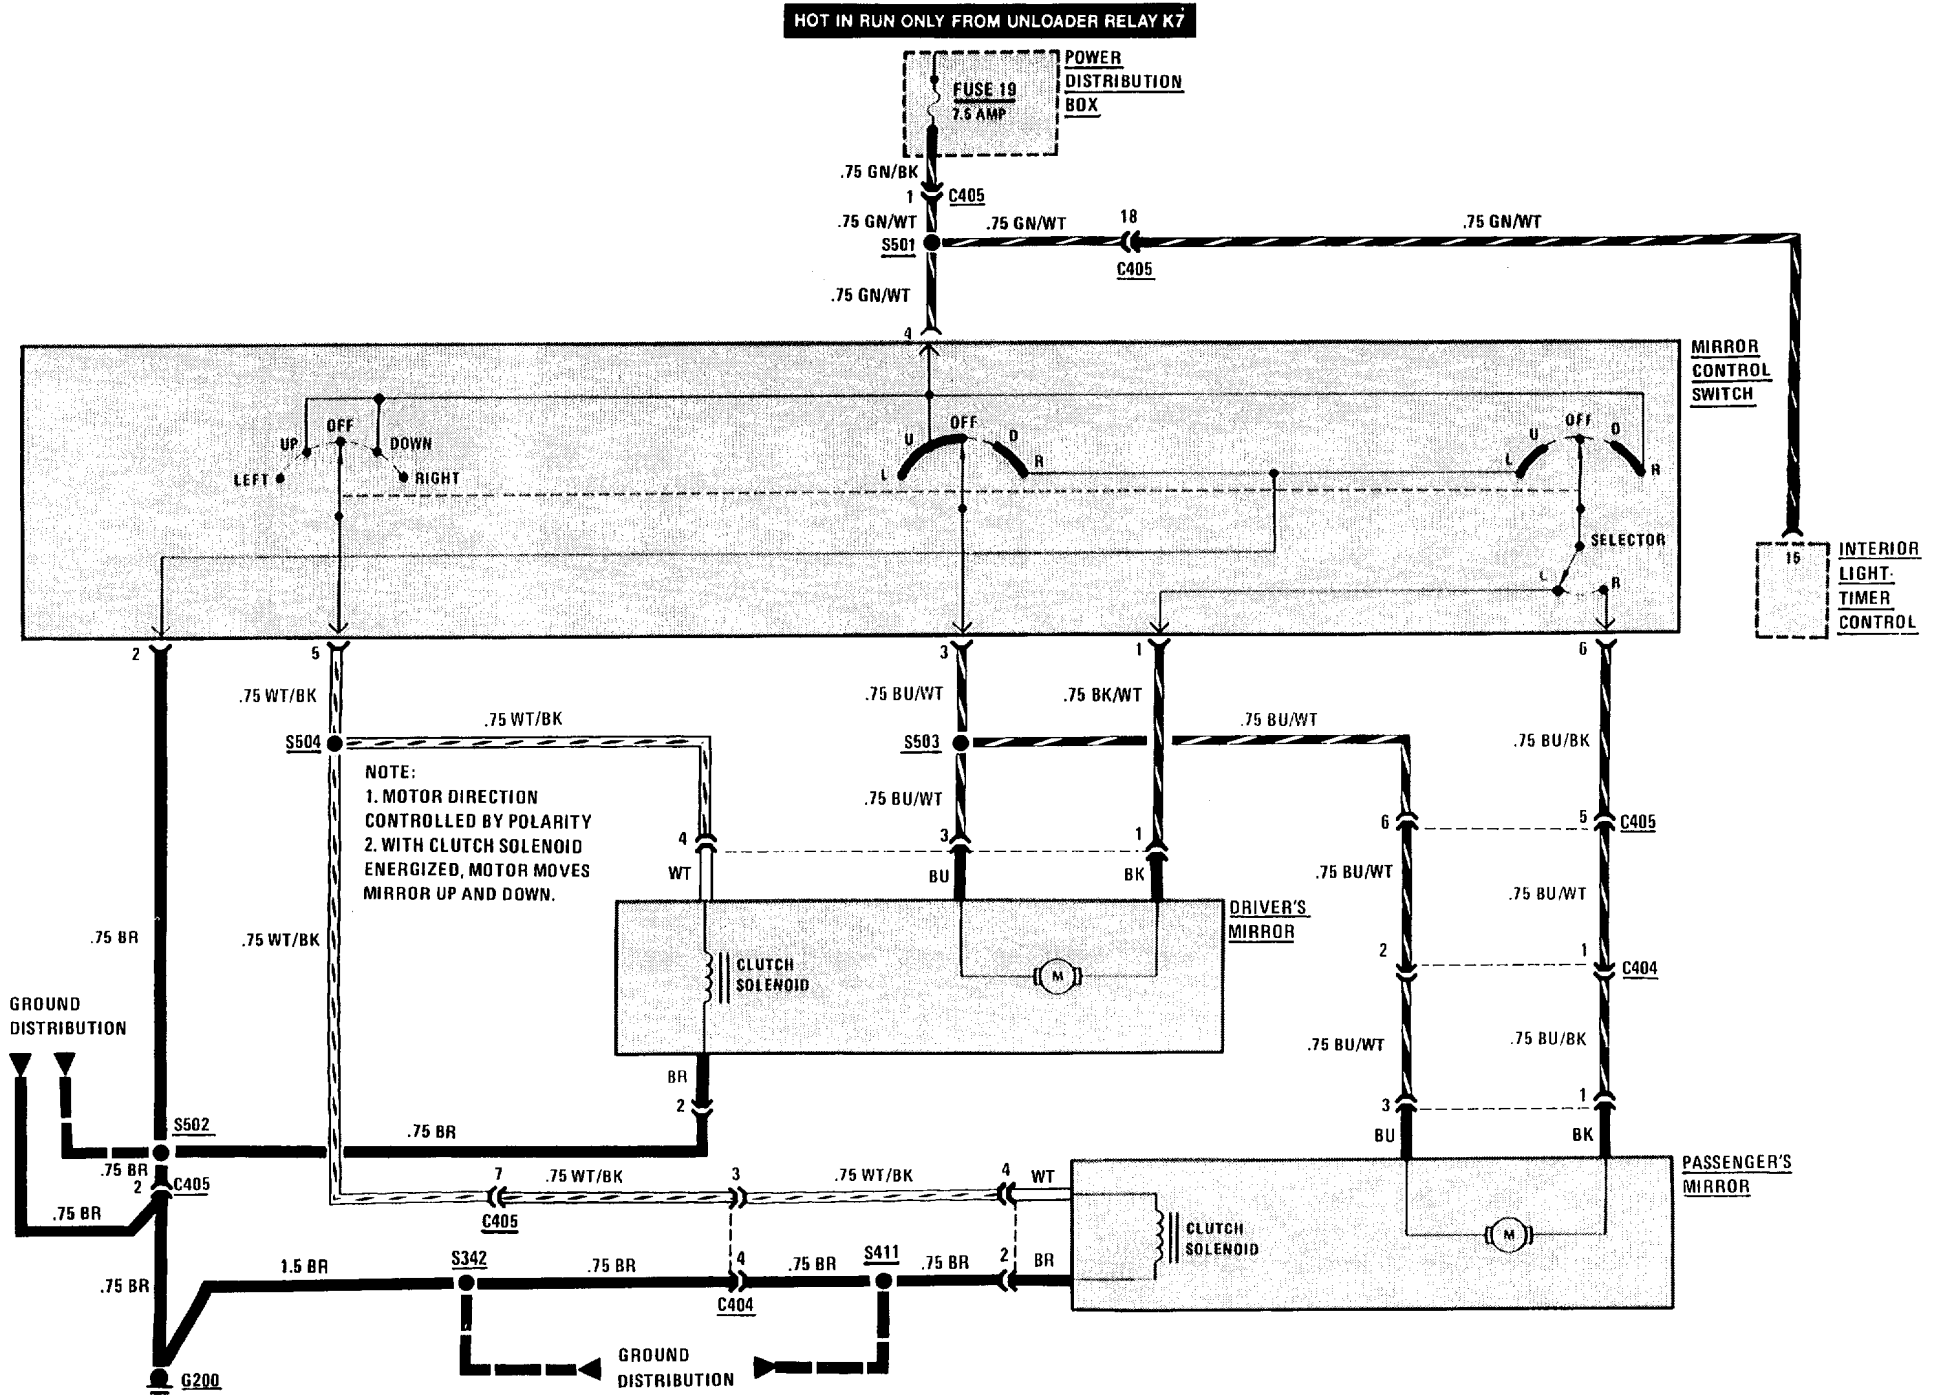 HOT IN RUN ONLY FROM UNLOADER RELAY K7
POWER
DISTRIBUTION
BOX
FUSE 19
7.5 AMP
.75 GN/BK
1
C405
.75 GN/WT
S501
.75 GN/WT
18
C405
.75 GN/WT
.75 GN/WT
4
MIRROR
CONTROL
SWITCH
UP
OFF
DOWN
LEFT
RIGHT
U
OFF
D
L
R
U
OFF
D
L
R
SELECTOR
L
R
15
INTERIOR
LIGHT-
TIMER
CONTROL
2
5
3
1
6
.75 WT/BK
.75 BU/WT
.75 BK/WT
S504
.75 WT/BK
S503
.75 BU/WT
.75 BU/BK
NOTE:
1. MOTOR DIRECTION
CONTROLLED BY POLARITY
2. WITH CLUTCH SOLENOID
ENERGIZED, MOTOR MOVES
MIRROR UP AND DOWN.
.75 BU/WT
4
3
1
6
5
C405
WT
BU
BK
.75 BU/WT
.75 BU/WT
DRIVER'S
MIRROR
.75 BR
.75 WT/BK
CLUTCH
SOLENOID
M
2
1
C404
GROUND
DISTRIBUTION
.75 BU/WT
.75 BU/BK
BR
2
3
1
S502
.75 BR
BU
BK
.75 BR
2
C405
.75 BR
7
C405
.75 WT/BK
3
.75 WT/BK
4
WT
PASSENGER'S
MIRROR
CLUTCH
SOLENOID
M
.75 BR
1.5 BR
S342
.75 BR
4
C404
.75 BR
S411
.75 BR
2
BR
GROUND
DISTRIBUTION
G200